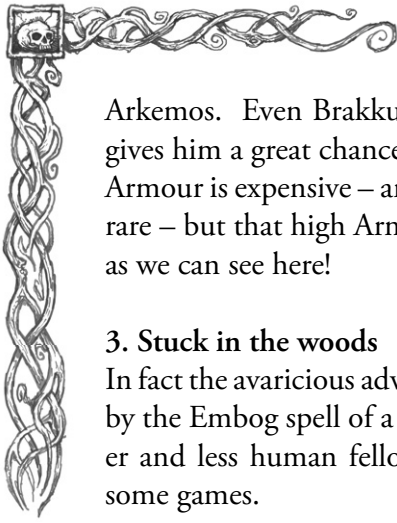 Arkemos. Even Brakku
gives him a great chance
Armour is expensive – a
rare – but that high Arm
as we can see here!
3. Stuck in the woods
In fact the avaricious adv
by the Embog spell of a
er and less human fello
some games.